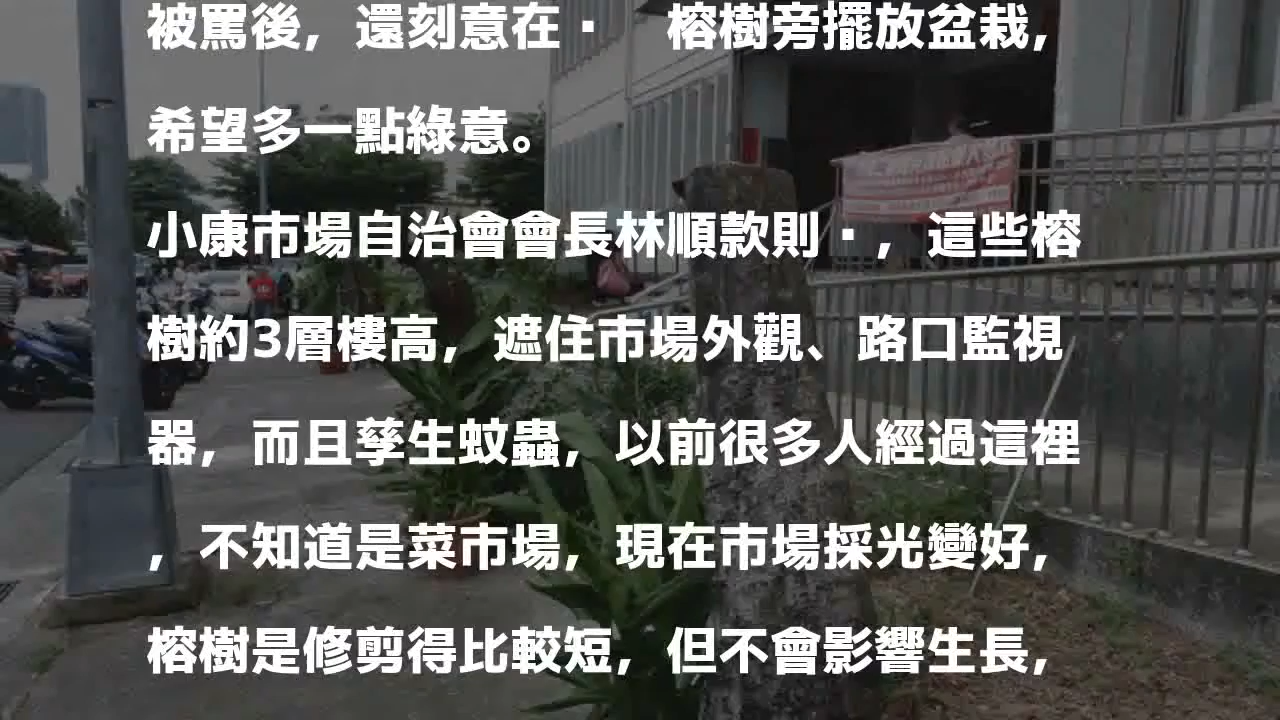 被罵後，還刻意在·　榕樹旁擺放盆栽，
希望多一點綠意。
小康市場自治會會長林順款則·，這些榕
樹約3層樓高，遮住市場外觀、路口監視
器，而且孳生蚊蟲，以前很多人經過這裡
，不知道是菜市場，現在市場採光變好，
榕樹是修剪得比較短，但不會影響生長，